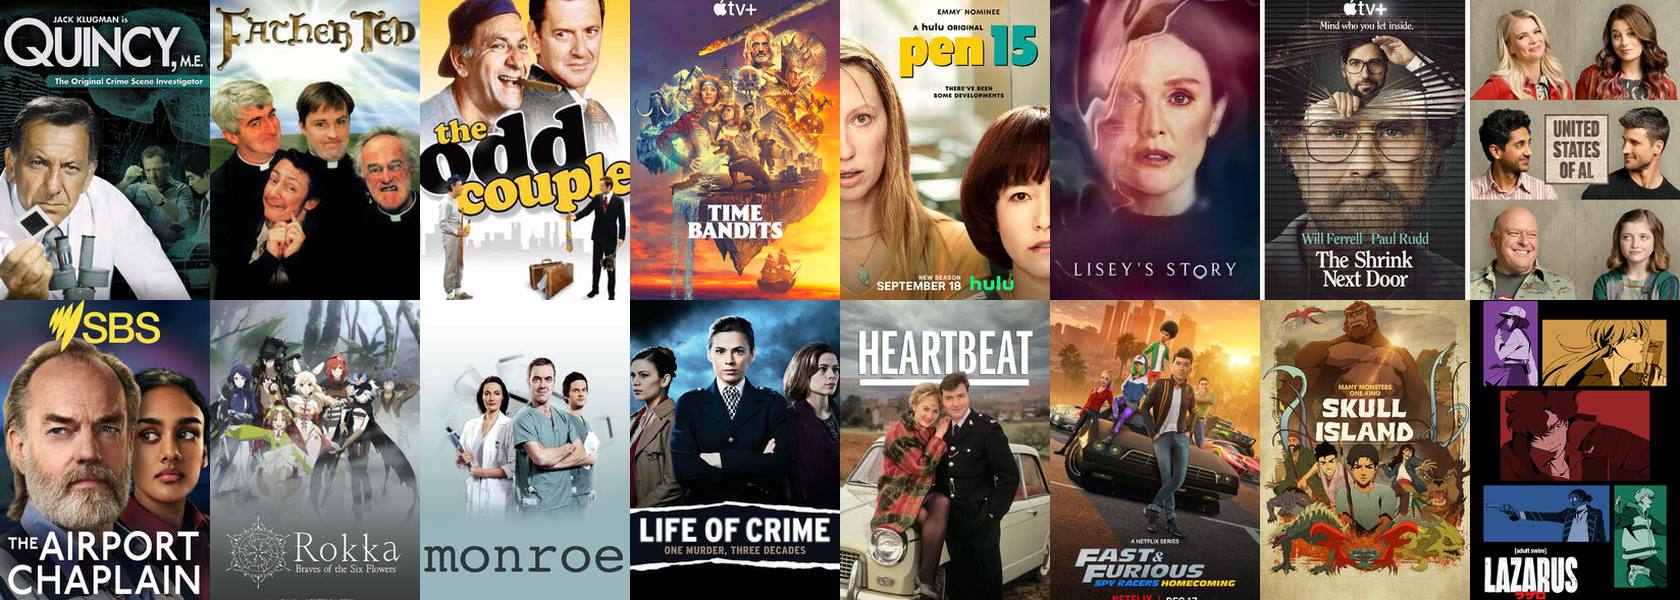 JACK KLUGMAN is
QUINCY, M.E.
The Original Crime Scene Investigator
FATHER TED
the
odd
couple
tv+
TIME
BANDITS
EMMY NOMINEE
A hulu ORIGINAL
pen15
THERE'VE BEEN
SOME DEVELOPMENTS
NEW SEASON
SEPTEMBER 18 hulu
LISEY'S STORY
tv+
Mind who you let inside.
Will Ferrell Paul Rudd
The Shrink
Next Door
UNITED
STATES
OF AL
SBS
THE AIRPORT
CHAPLAIN
Rokka
Braves of the Six Flowers
monroe
LIFE OF CRIME
ONE MURDER, THREE DECADES
HEARTBEAT
A NETFLIX SERIES
FAST &
FURIOUS
SPY RACERS HOMECOMING
MANY MONSTERS
ONE KING
SKULL
ISLAND
[adult swim]
LAZARUS
ラザロ